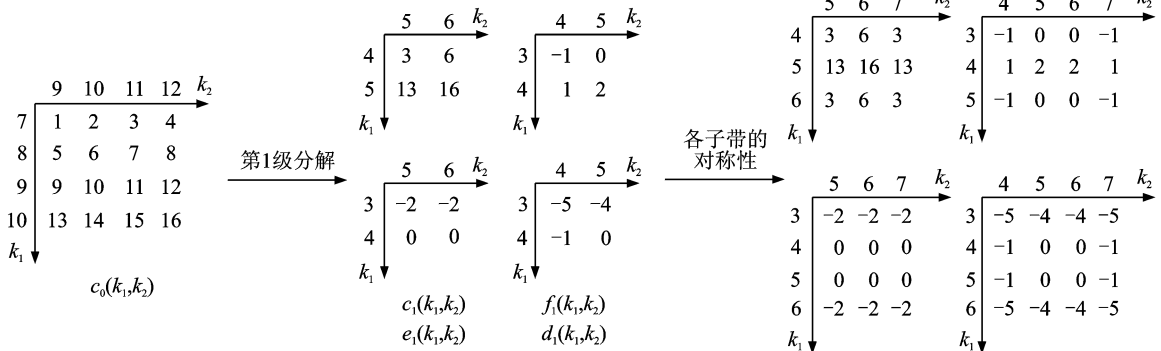 9 10 11 12 k₂
7 1 2 3 4
8 5 6 7 8
9 9 10 11 12
10 13 14 15 16
k₁
c₀(k₁,k₂)
第1级分解
5 6 k₂
4 3 6
5 13 16
k₁
4 5 k₂
3 −1 0
4 1 2
k₁
5 6 k₂
3 −2 −2
4 0 0
k₁
4 5 k₂
3 −5 −4
4 −1 0
k₁
c₁(k₁,k₂) f₁(k₁,k₂)
e₁(k₁,k₂) d₁(k₁,k₂)
各子带的
对称性
5 6 7 k₂
4 3 6 3
5 13 16 13
6 3 6 3
k₁
4 5 6 7 k₂
3 −1 0 0 −1
4 1 2 2 1
5 −1 0 0 −1
k₁
5 6 7 k₂
3 −2 −2 −2
4 0 0 0
5 0 0 0
6 −2 −2 −2
k₁
4 5 6 7 k₂
3 −5 −4 −4 −5
4 −1 0 0 −1
5 −1 0 0 −1
6 −5 −4 −4 −5
k₁